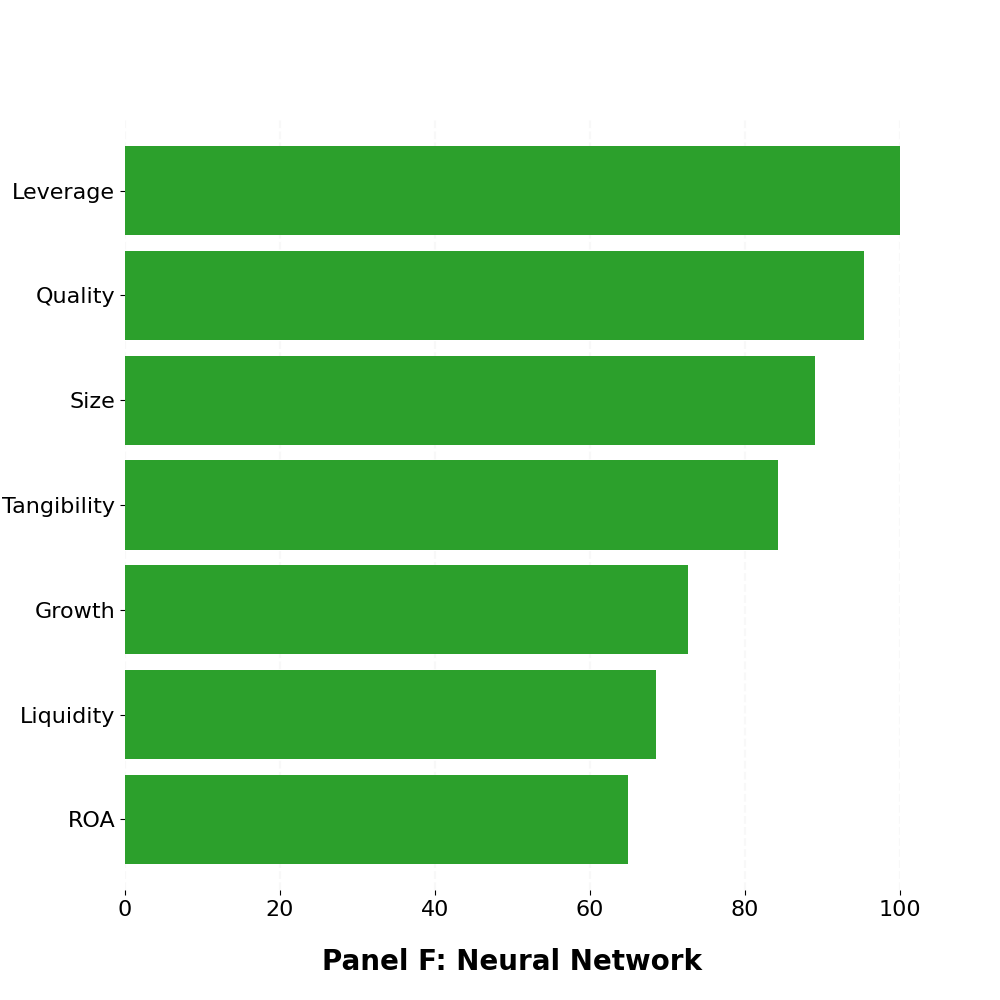 Leverage
Quality
Size
Tangibility
Growth
Liquidity
ROA
0 20 40 60 80 100
Panel F: Neural Network